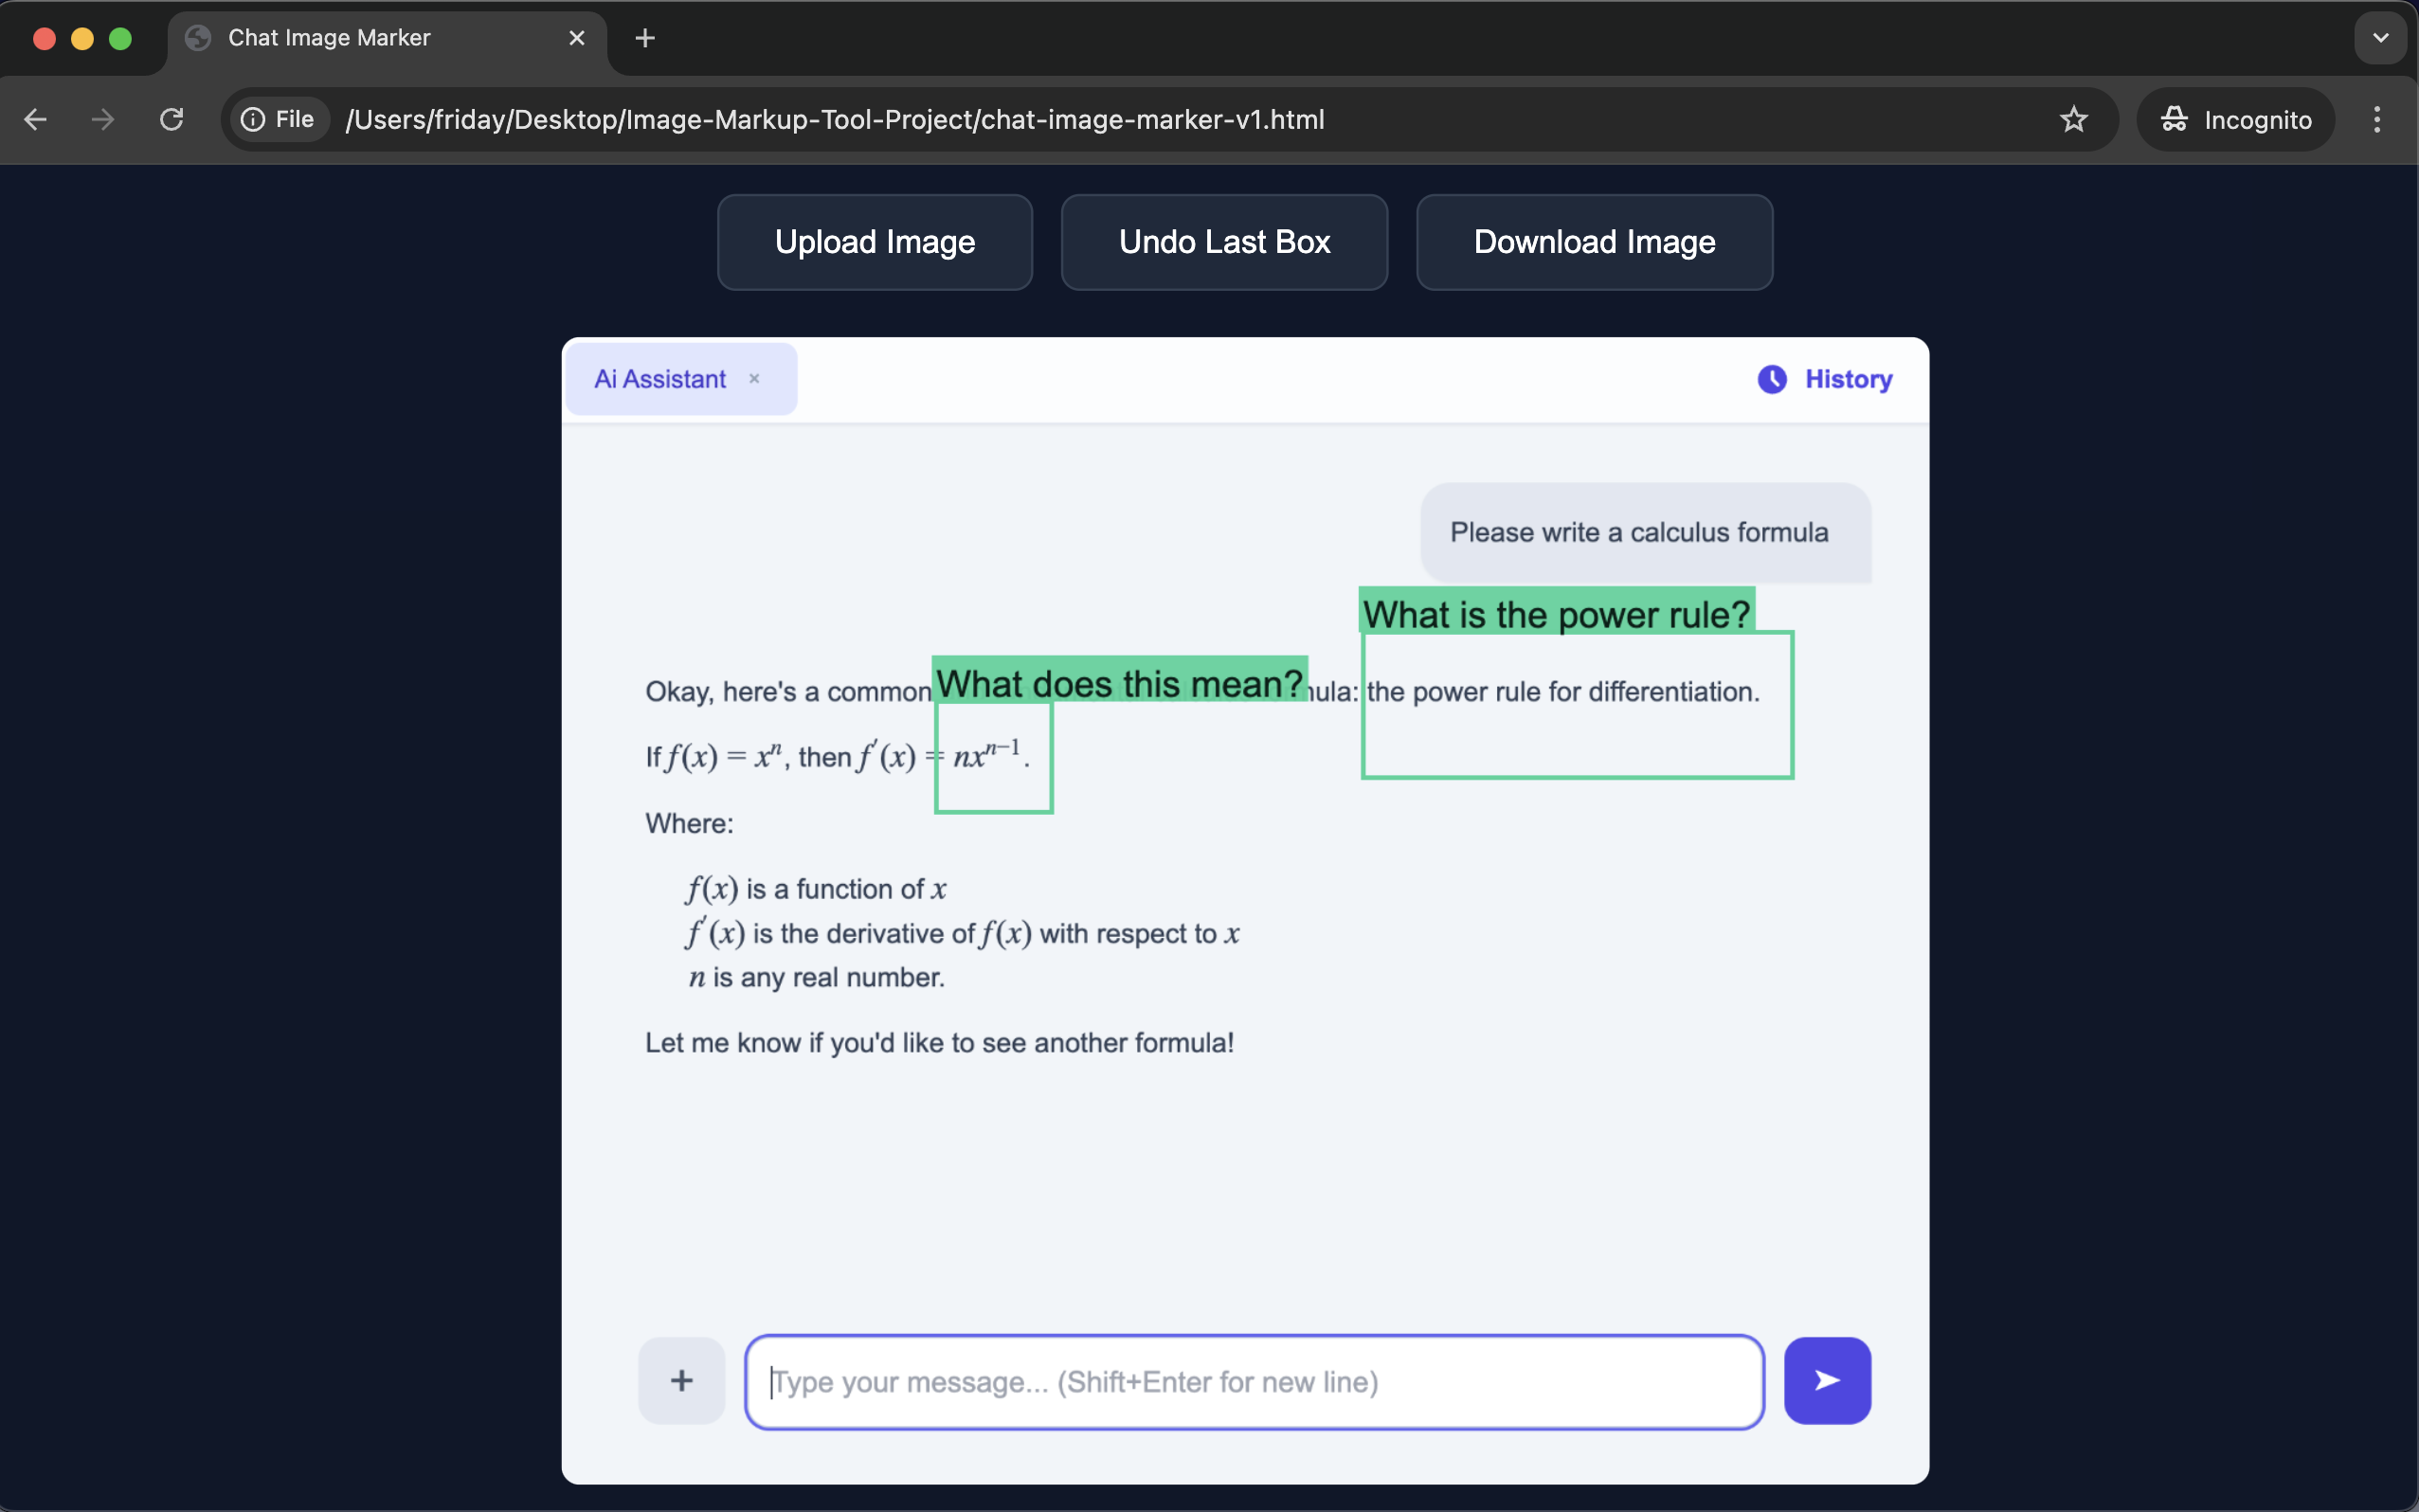 Chat Image Marker
File /Users/friday/Desktop/Image-Markup-Tool-Project/chat-image-marker-v1.html Incognito
Upload Image Undo Last Box Download Image
Ai Assistant × History
Please write a calculus formula
What is the power rule?
What does this mean?
Okay, here's a common nula: the power rule for differentiation.
If f(x) = xⁿ, then f′(x) = nxⁿ⁻¹.
Where:
f(x) is a function of x
f′(x) is the derivative of f(x) with respect to x
n is any real number.
Let me know if you'd like to see another formula!
+ Type your message... (Shift+Enter for new line)